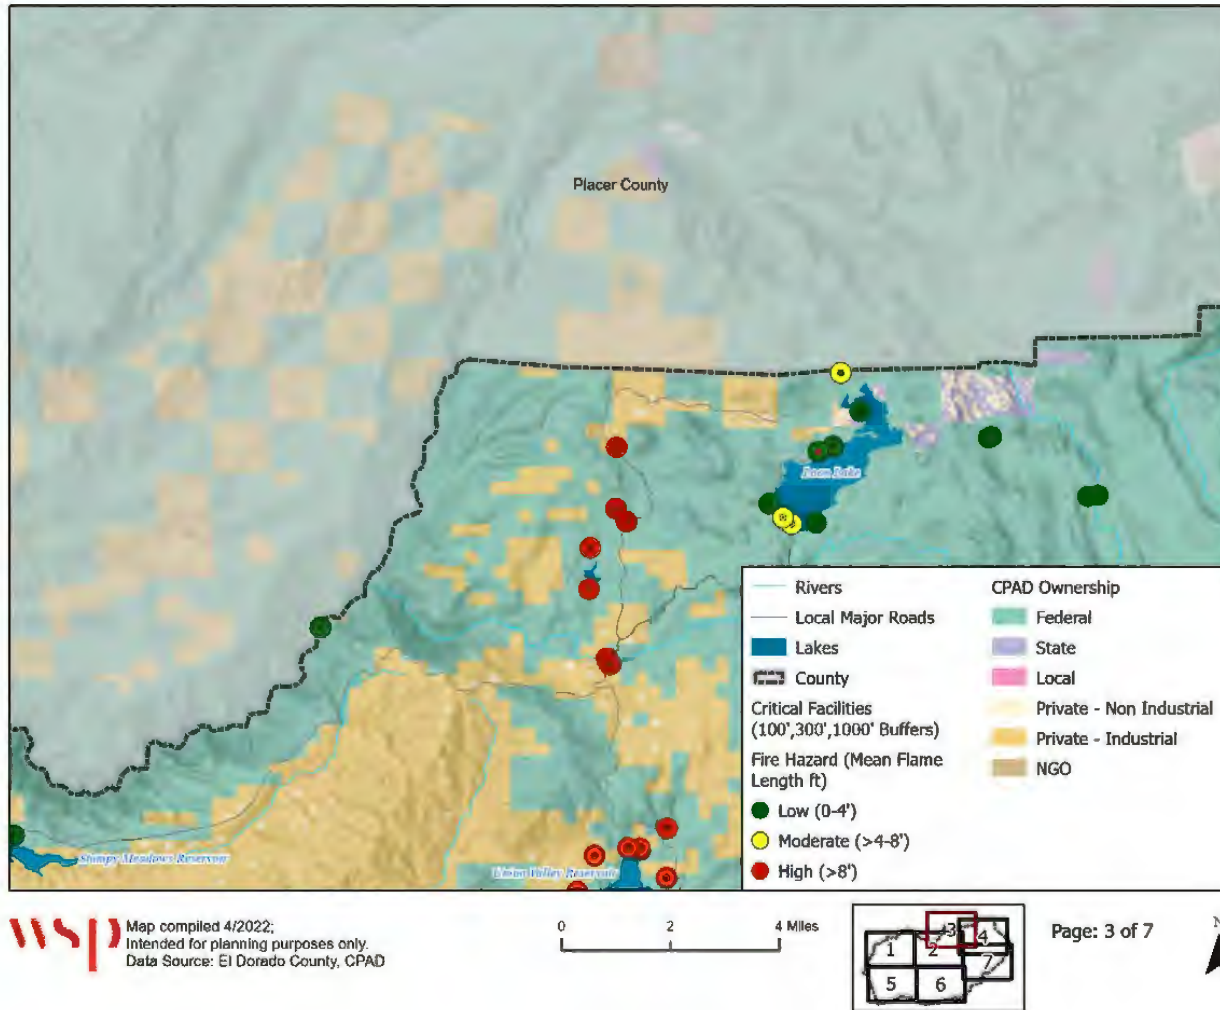 Placer County
Loon Lake
Stumpy Meadows Reservoir
Union Valley Reservoir
Rivers
Local Major Roads
Lakes
County
Critical Facilities
(100',300',1000' Buffers)
Fire Hazard (Mean Flame
Length ft)
Low (0-4')
Moderate (>4-8')
High (>8')
CPAD Ownership
Federal
State
Local
Private - Non Industrial
Private - Industrial
NGO
wsp
Map compiled 4/2022;
Intended for planning purposes only.
Data Source: El Dorado County, CPAD
0 2 4 Miles
1 2 3 4 5 6 7
Page: 3 of 7
N